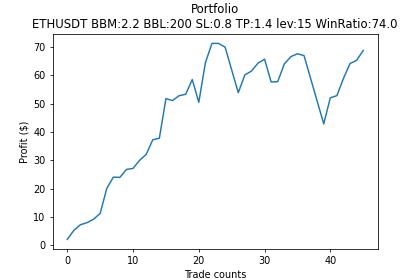 Portfolio
ETHUSDT BBM:2.2 BBL:200 SL:0.8 TP:1.4 lev:15 WinRatio:74.0
70
60
50
40
30
20
10
0
Profit ($)
0 10 20 30 40
Trade counts